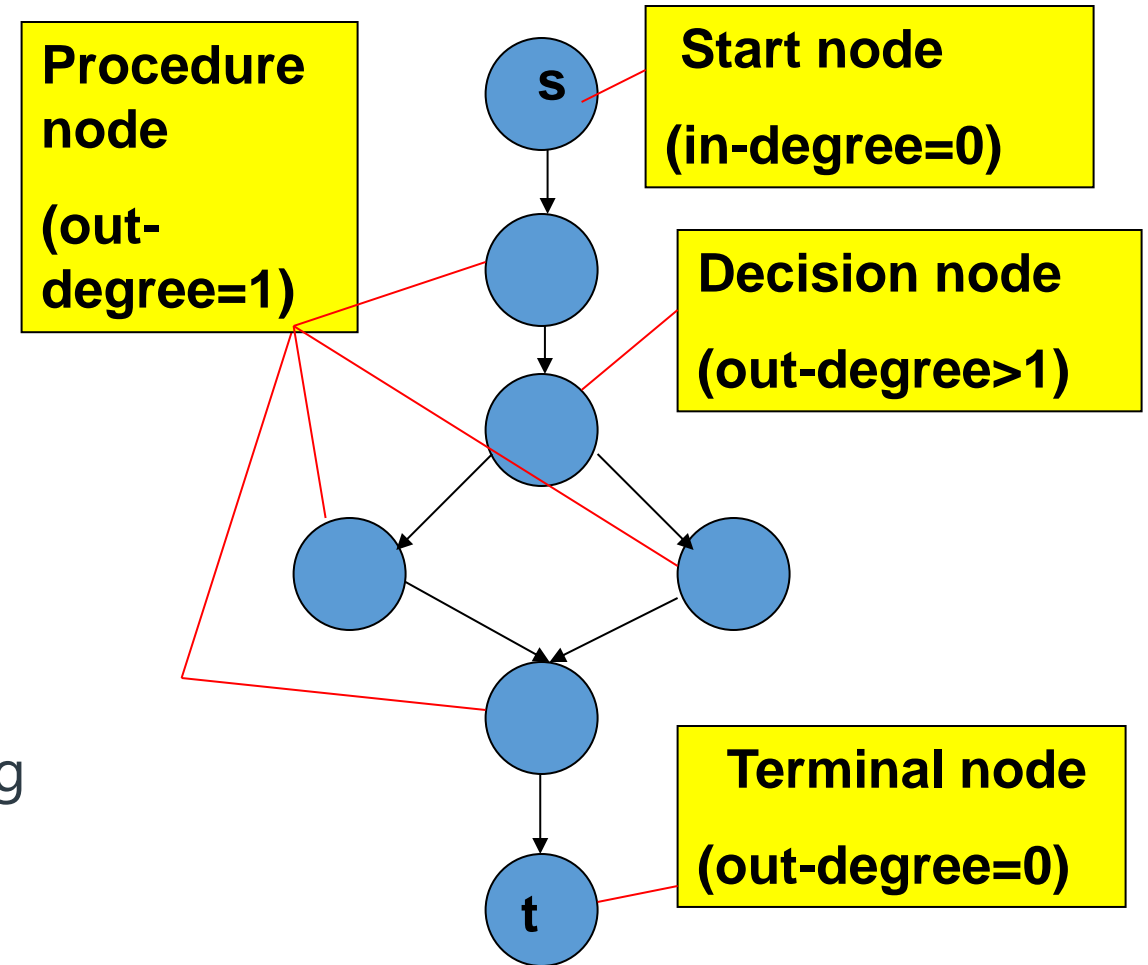 Procedure
node
(out-
degree=1)
s
Start node
(in-degree=0)
Decision node
(out-degree>1)
g
Terminal node
(out-degree=0)
t